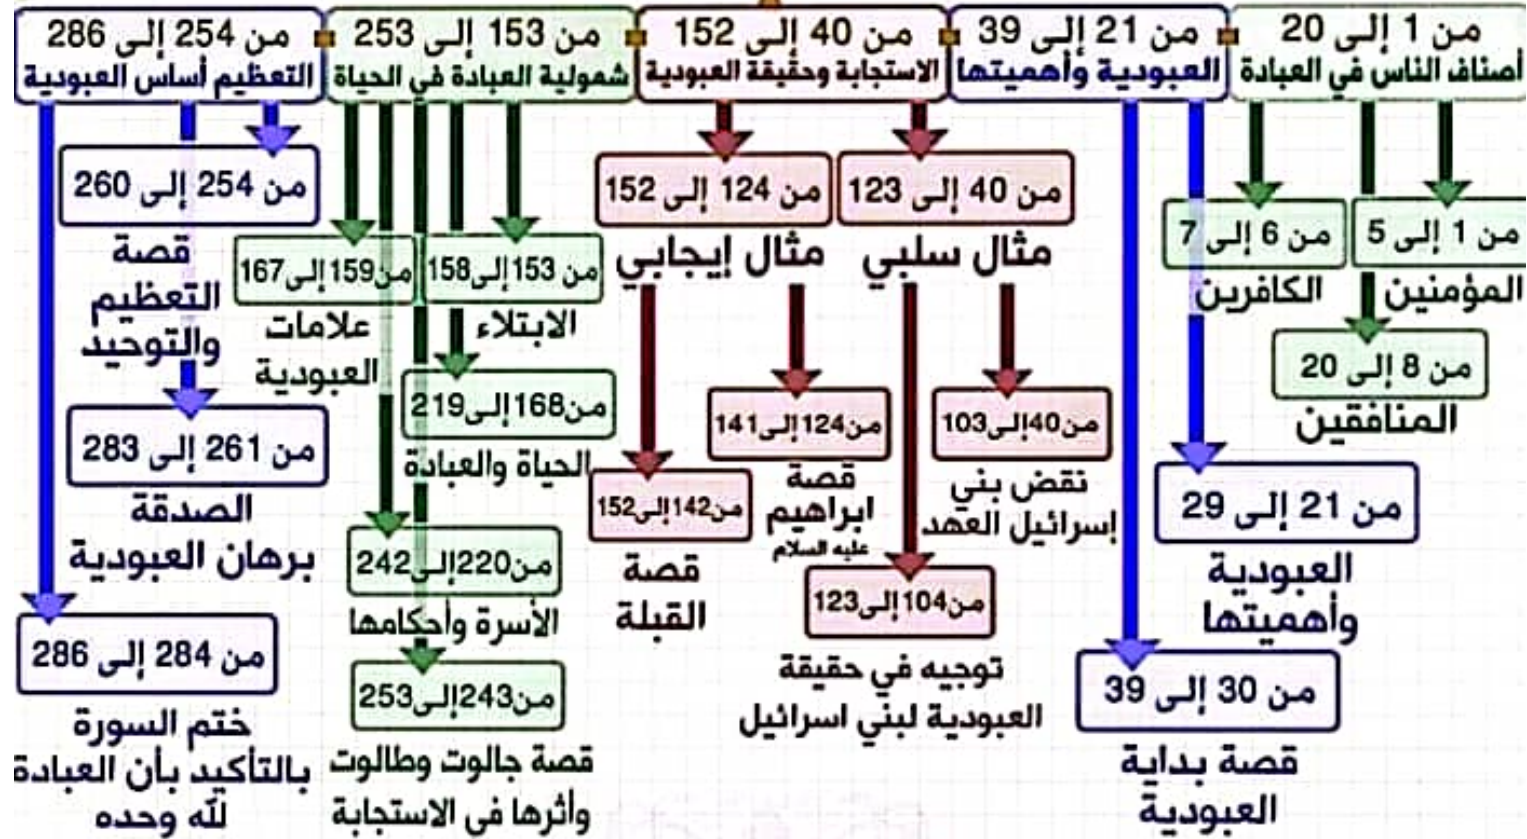 من 1 إلى 20
أصناف الناس في العبادة
من 1 إلى 5
المؤمنين
من 6 إلى 7
الكافرين
من 8 إلى 20
المنافقين
من 21 إلى 39
العبودية وأهميتها
من 21 إلى 29
العبودية
وأهميتها
من 30 إلى 39
قصة بداية
العبودية
من 40 إلى 152
الاستجابة وحقيقة العبودية
من 40 إلى 123
مثال سلبي
من40إلى103
نقض بني
إسرائيل العهد
من104إلى123
توجيه في حقيقة
العبودية لبني اسرائيل
من 124 إلى 152
مثال إيجابي
من124إلى141
قصة
ابراهيم
عليه السلام
من142إلى152
قصة
القبلة
من 153 إلى 253
شمولية العبادة في الحياة
من 153إلى158
الابتلاء
من159إلى167
علامات
العبودية
من168إلى219
الحياة والعبادة
من220إلى242
الأسرة وأحكامها
من243إلى253
قصة جالوت وطالوت
وأثرها في الاستجابة
من 254 إلى 286
التعظيم أساس العبودية
من 254 إلى 260
قصة
التعظيم
والتوحيد
من 261 إلى 283
الصدقة
برهان العبودية
من 284 إلى 286
ختم السورة
بالتأكيد بأن العبادة
لله وحده